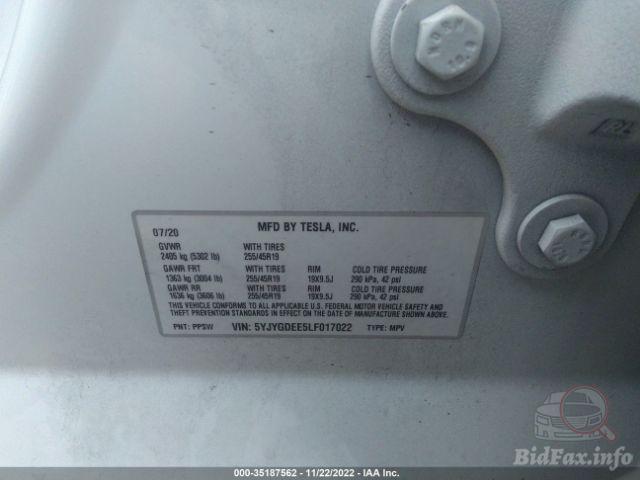 07/20 MFD BY TESLA, INC.
GVWR WITH TIRES
2405 kg (5302 lb) 255/45R19
GAWR FRT WITH TIRES RIM COLD TIRE PRESSURE
1363 kg (3004 lb) 255/45R19 19X9.5J 290 kPa, 42 psi
GAWR RR WITH TIRES RIM COLD TIRE PRESSURE
1636 kg (3606 lb) 255/45R19 19X9.5J 290 kPa, 42 psi
THIS VEHICLE CONFORMS TO ALL APPLICABLE U.S. FEDERAL MOTOR VEHICLE SAFETY AND
THEFT PREVENTION STANDARDS IN EFFECT ON THE DATE OF MANUFACTURE SHOWN ABOVE.
PNT: PPSW VIN: 5YJYGDEE5LF017022 TYPE: MPV
BidFax.info
000-35187562 - 11/22/2022 - IAA Inc.